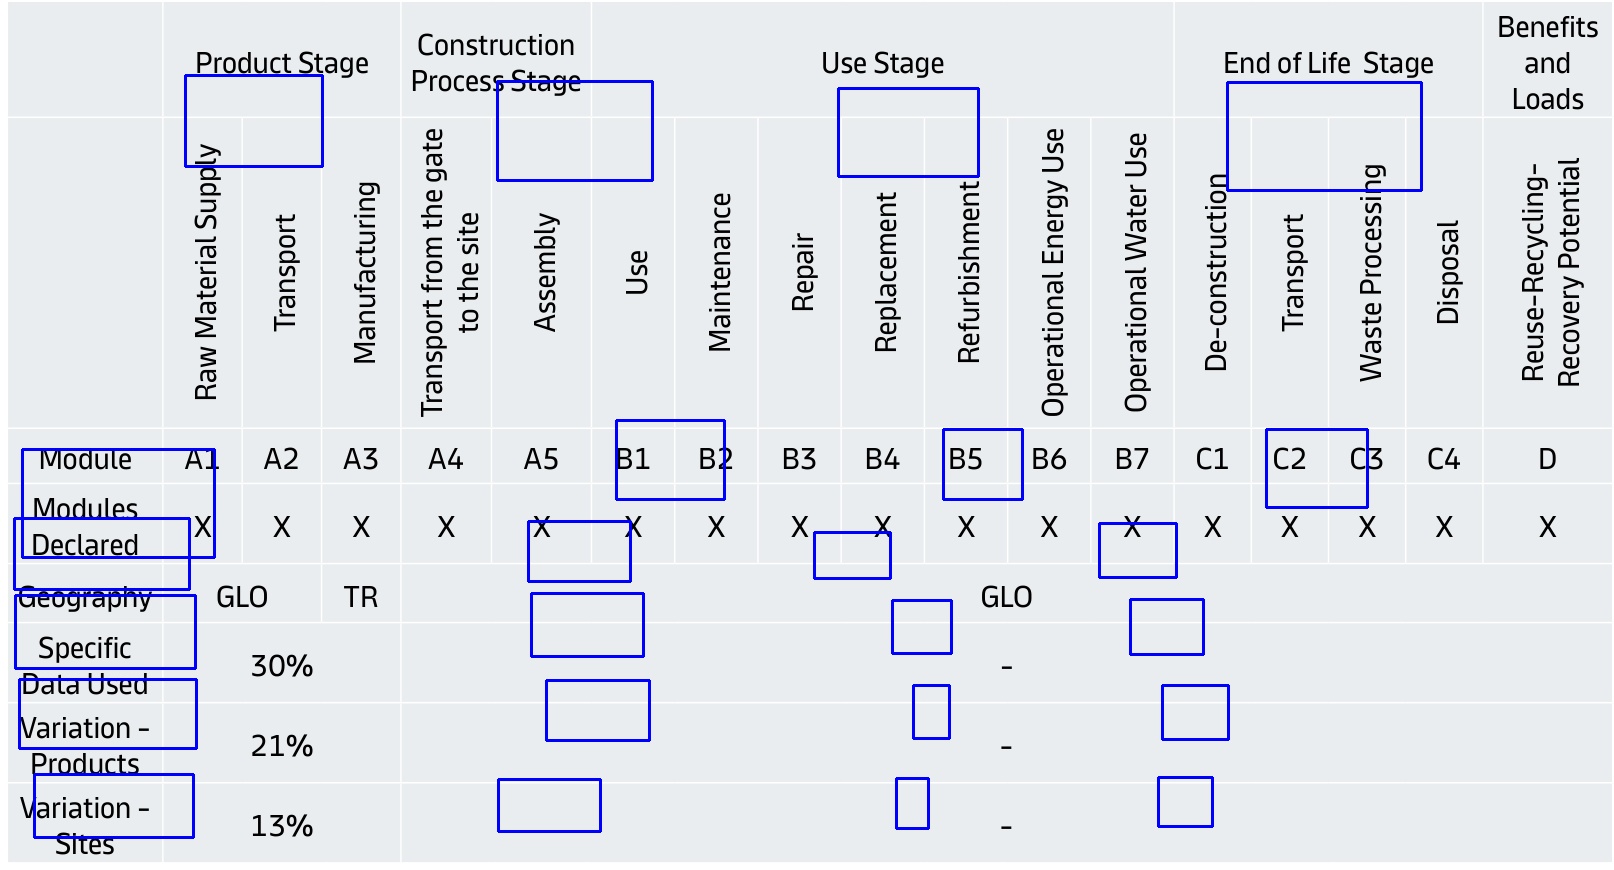 Product Stage
Construction
Process Stage
Use Stage
End of Life Stage
Benefits
and
Loads
Raw Material Supply
Transport
Manufacturing
Transport from the gate
to the site
Assembly
Use
Maintenance
Repair
Replacement
Refurbishment
Operational Energy Use
Operational Water Use
De-construction
Transport
Waste Processing
Disposal
Reuse-Recycling-
Recovery Potential
Module A1 A2 A3 A4 A5 B1 B2 B3 B4 B5 B6 B7 C1 C2 C3 C4 D
Modules
Declared
X X X X X X X X X X X X X X X X X
Geography GLO TR GLO
Specific
Data Used
30% -
Variation -
Products
21% -
Variation -
Sites
13% -